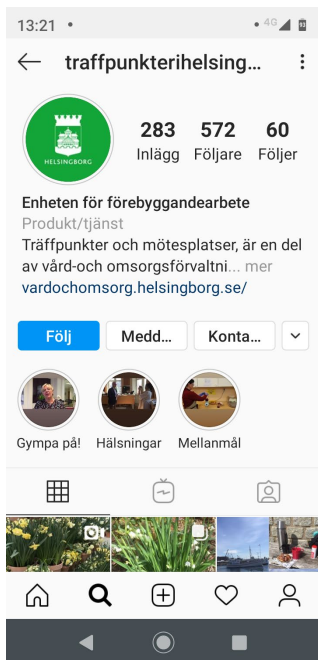 13:21
4G
traffpunkterihelsing...
HELSINGBORG
283 572 60
Inlägg Följare Följer
Enheten för förebyggandearbete
Produkt/tjänst
Träffpunkter och mötesplatser, är en del
av vård-och omsorgsförvaltni... mer
vardochomsorg.helsingborg.se/
Följ Medd... Konta...
Gympa på! Hälsningar Mellanmål